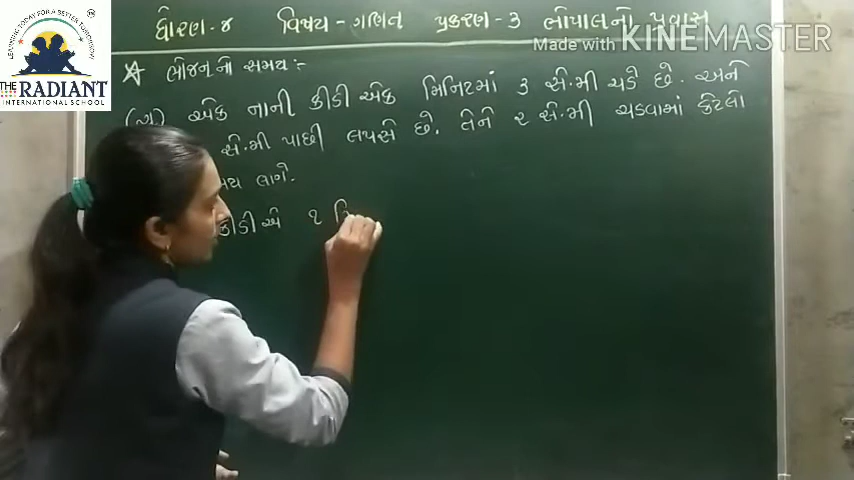 LEARNING TODAY FOR A BETTER TOMORROW
THE RADIANT
INTERNATIONAL SCHOOL
ધોરણ-૪ વિષય-ગણિત પ્રકરણ-૩ ભોપાલનો પ્રવાસ
Made with KINEMASTER
ભોજનનો સમય :-
એક નાની કીડી એક મિનિટમાં ૩ સે.મી ચડે છે. અને
સે.મી પાછી લપસે છે. તેને ૨ સે.મી ચડવામાં કેટલો
લાગે.
કીડીએ ૧